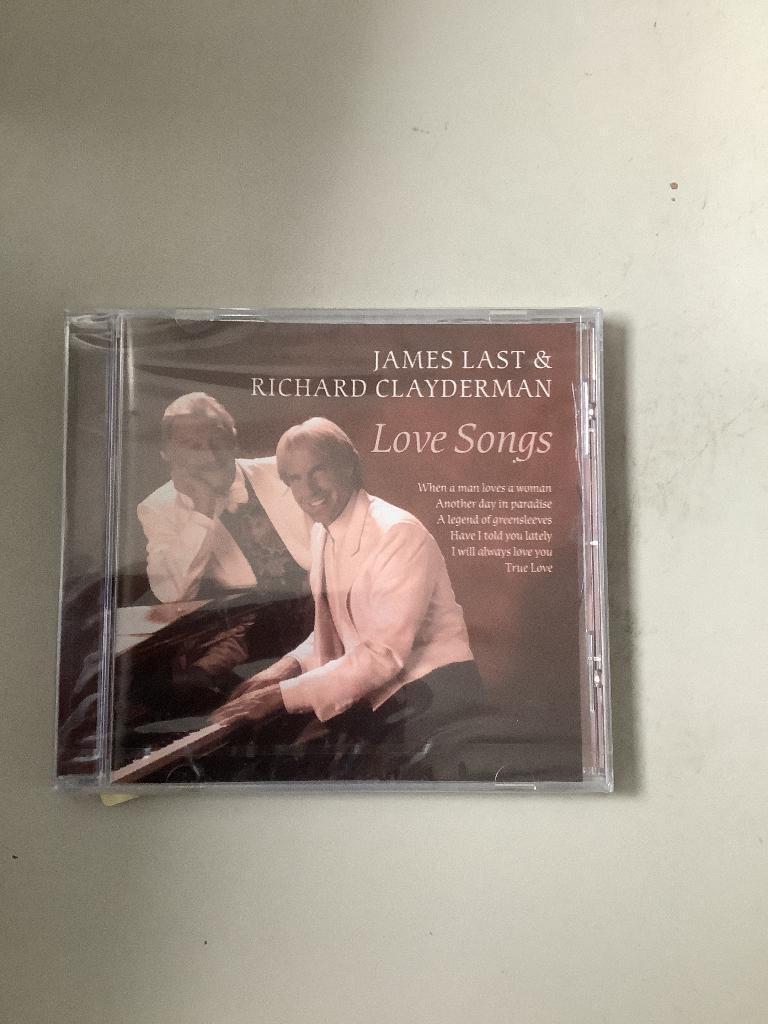 JAMES LAST &
RICHARD CLAYDERMAN
Love Songs
When a man loves a woman
Another day in paradise
A legend of greensleeves
Have I told you lately
I will always love you
True Love